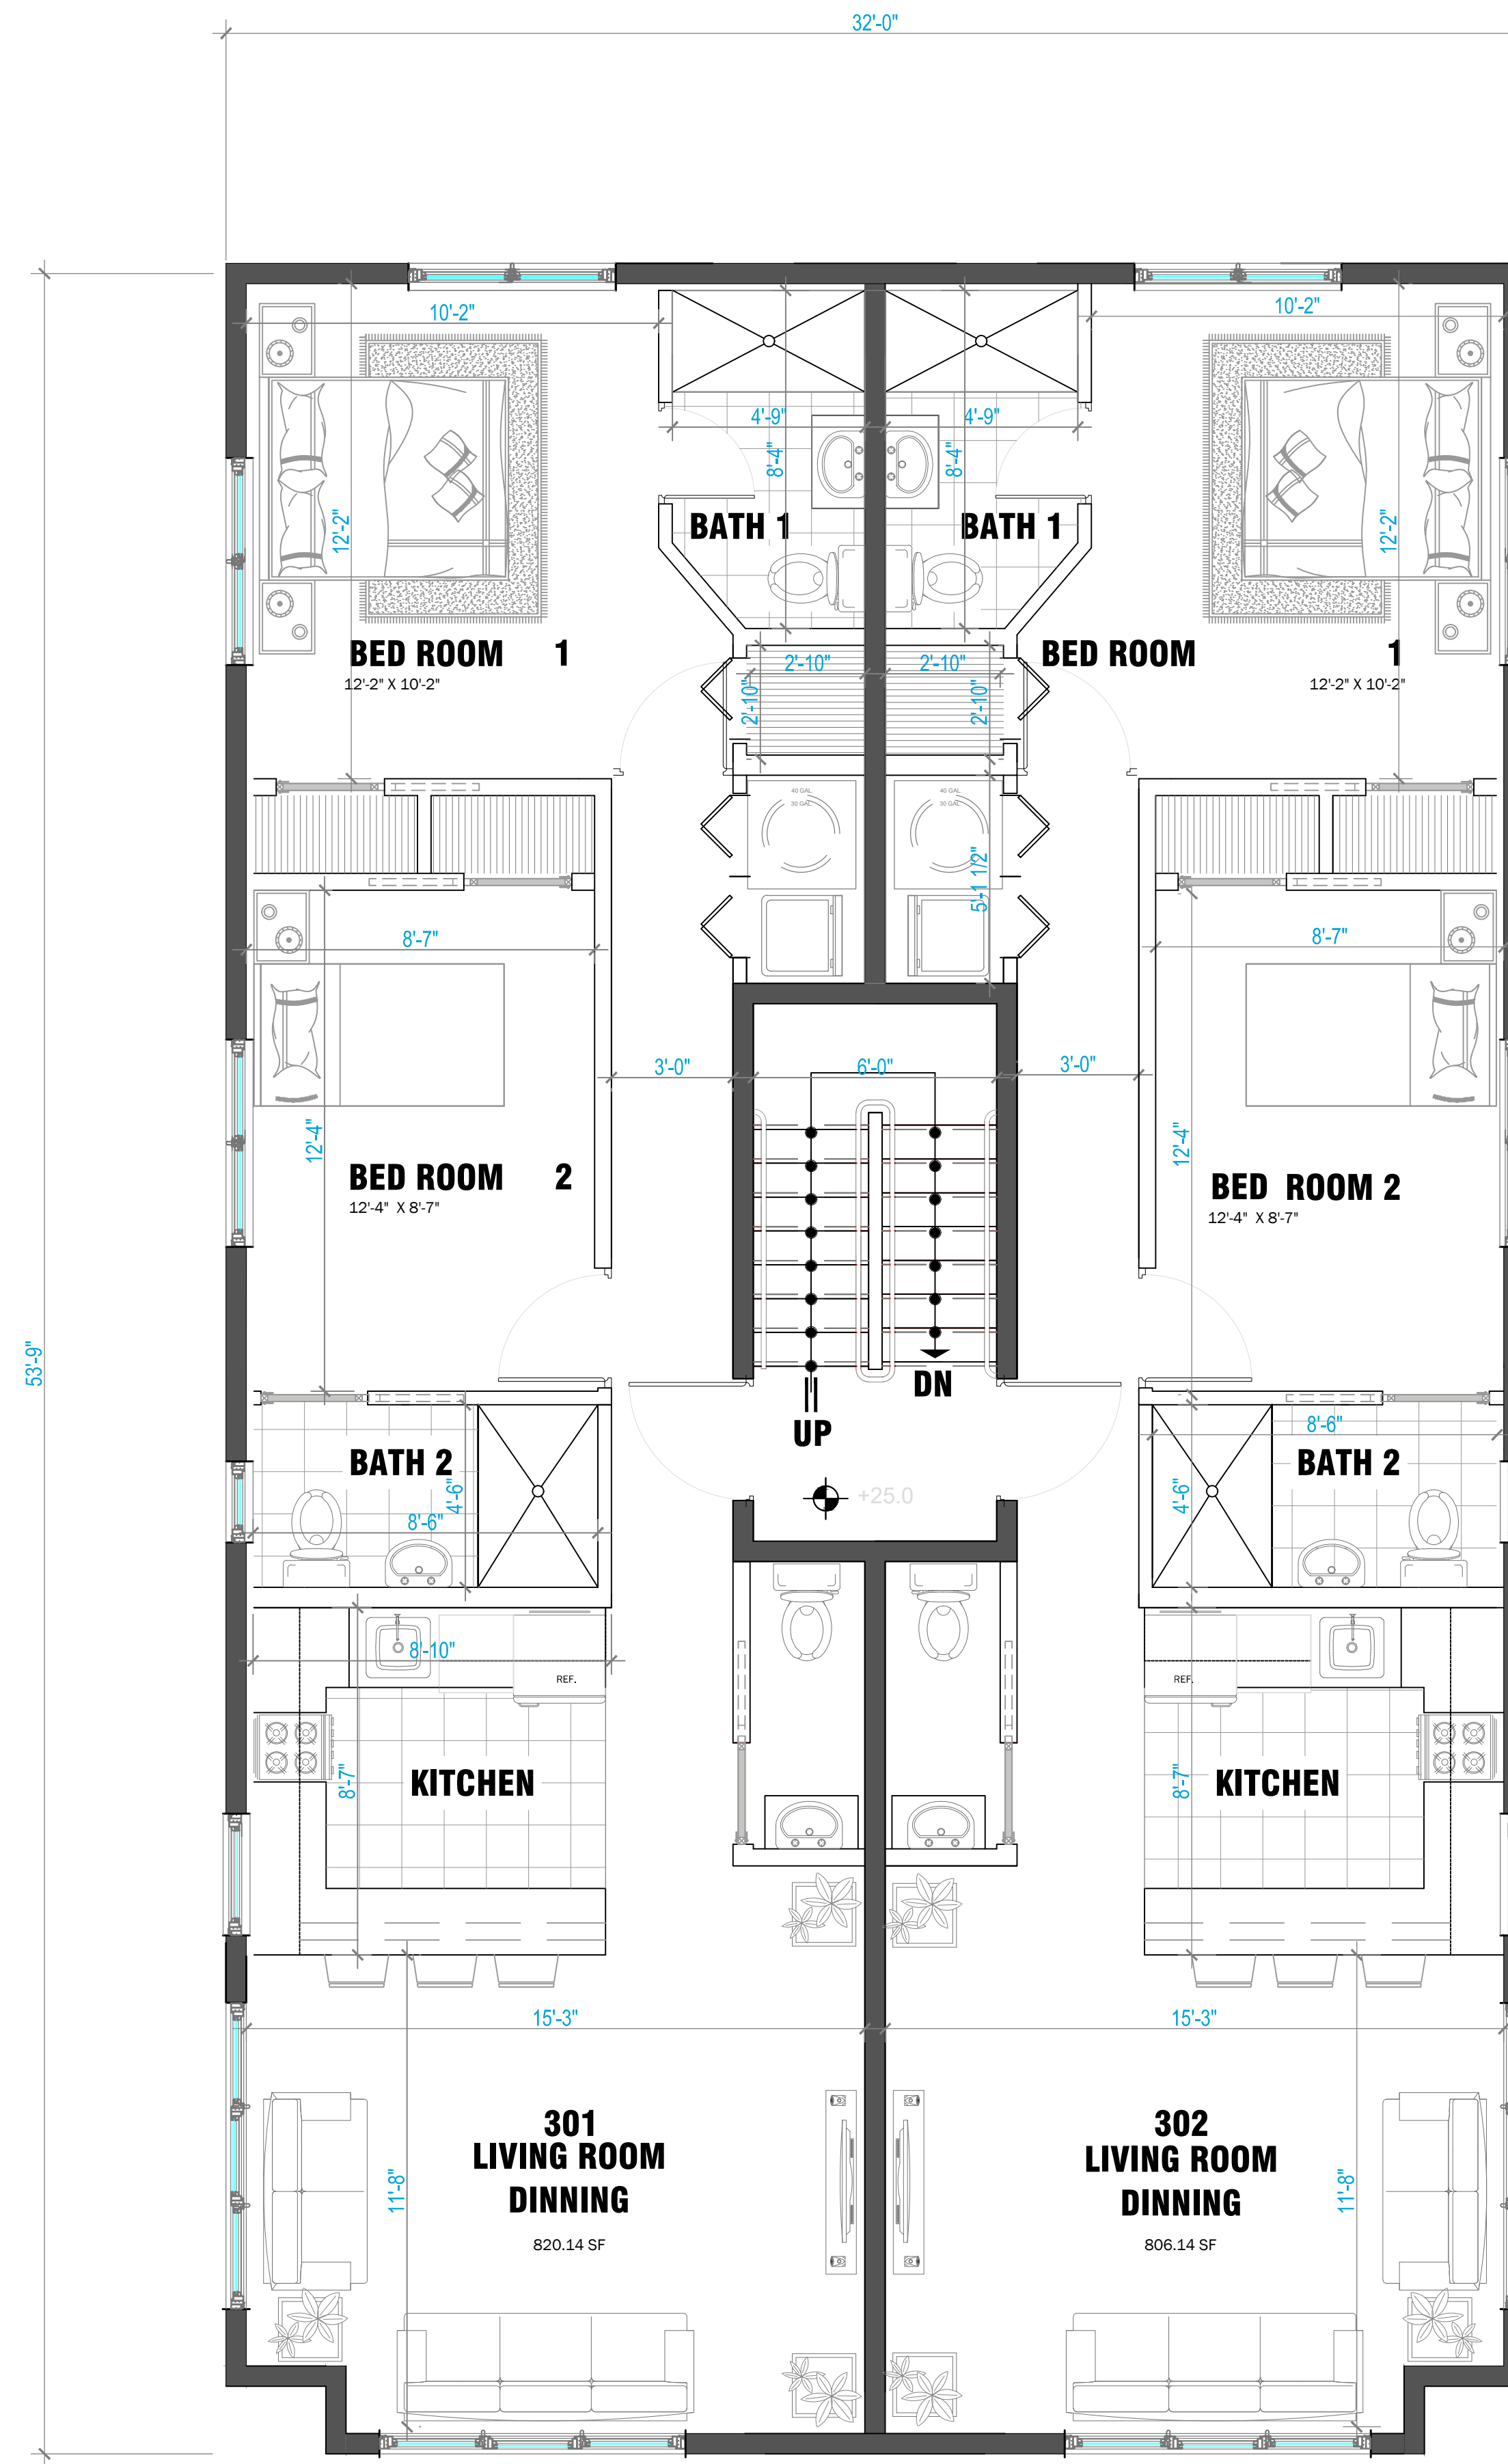 32'-0"
10'-2"
10'-2"
4'-9"
4'-9"
8'-4"
8'-4"
12'-2"
12'-2"
BATH 1
BATH 1
BED ROOM 1
12'-2" X 10'-2"
BED ROOM 1
12'-2" X 10'-2"
2'-10"
2'-10"
2'-10"
2'-10"
40 GAL.
30 GAL.
40 GAL.
30 GAL.
5'-1 1/2"
8'-7"
8'-7"
3'-0"
6'-0"
3'-0"
12'-4"
12'-4"
BED ROOM 2
12'-4" X 8'-7"
BED ROOM 2
12'-4" X 8'-7"
53'-9"
DN
UP
BATH 2
8'-6"
BATH 2
4'-6"
4'-6"
8'-6"
+25.0
8'-10"
REF.
REF.
KITCHEN
KITCHEN
8'-7"
8'-7"
15'-3"
15'-3"
301
LIVING ROOM
DINNING
820.14 SF
302
LIVING ROOM
DINNING
806.14 SF
11'-8"
11'-8"